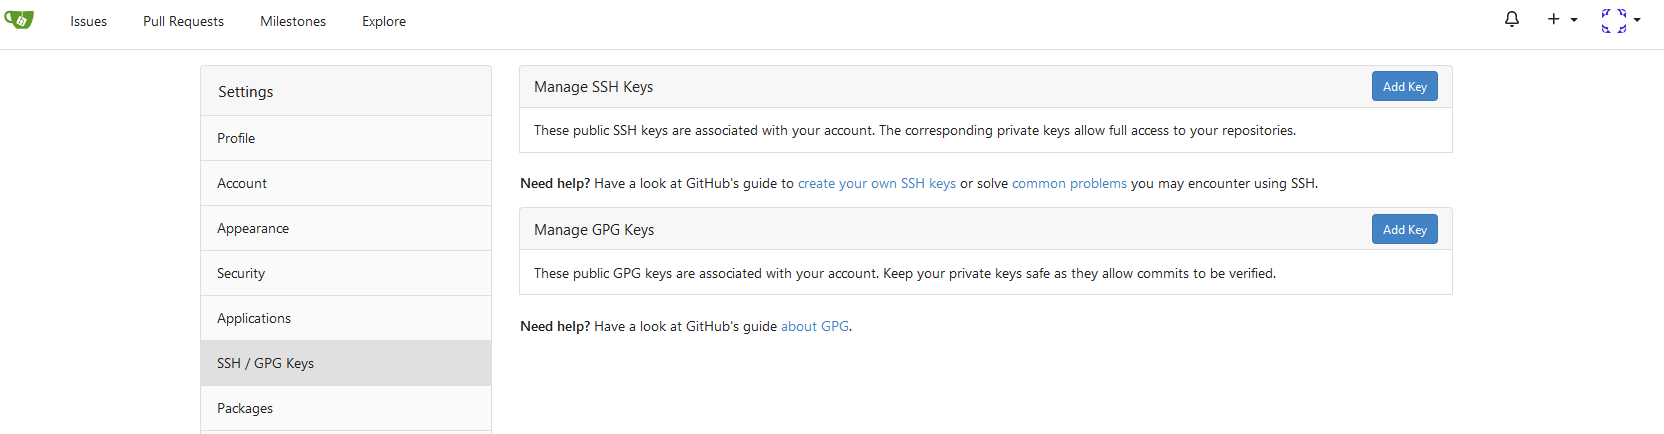 Issues Pull Requests Milestones Explore
Settings
Profile
Account
Appearance
Security
Applications
SSH / GPG Keys
Packages
Manage SSH Keys Add Key
These public SSH keys are associated with your account. The corresponding private keys allow full access to your repositories.
Need help? Have a look at GitHub's guide to create your own SSH keys or solve common problems you may encounter using SSH.
Manage GPG Keys Add Key
These public GPG keys are associated with your account. Keep your private keys safe as they allow commits to be verified.
Need help? Have a look at GitHub's guide about GPG.